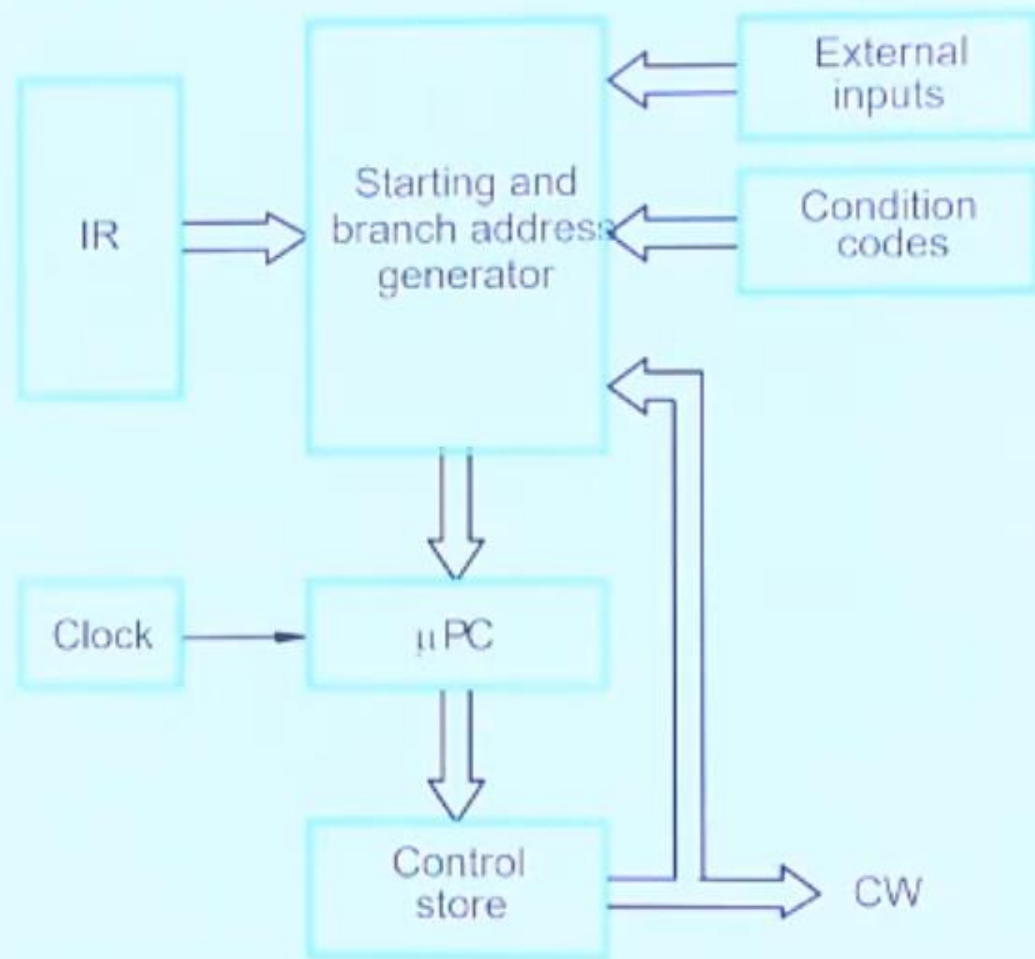 External
inputs
Starting and
branch address
generator
IR
Condition
codes
Clock
μPC
Control
store
CW